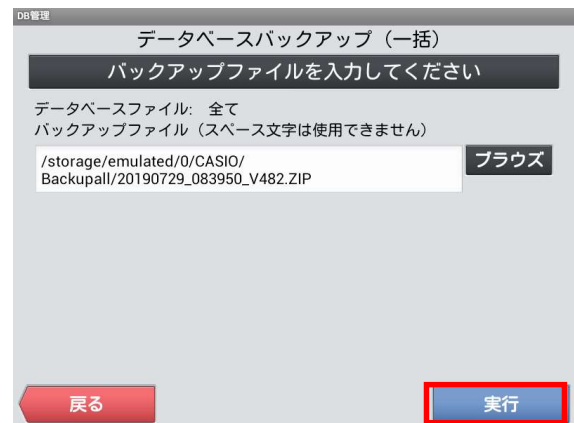 DB管理
データベースバックアップ（一括）
バックアップファイルを入力してください
データベースファイル: 全て
バックアップファイル（スペース文字は使用できません）
/storage/emulated/0/CASIO/
Backupall/20190729_083950_V482.ZIP
ブラウズ
戻る
実行